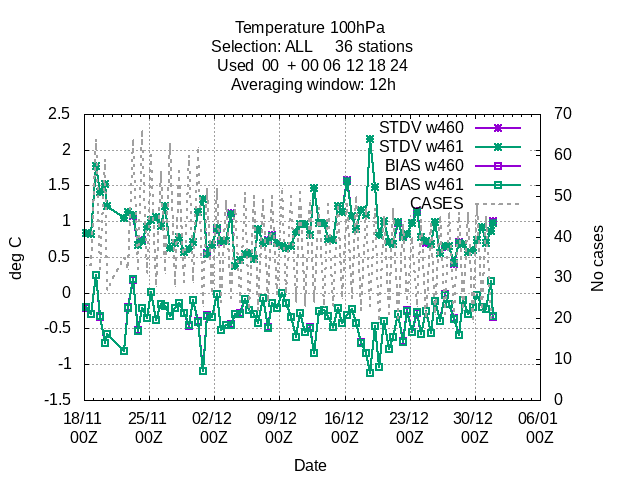 Temperature 100hPa
Selection: ALL 36 stations
Used 00 + 00 06 12 18 24
Averaging window: 12h
2.5 70
STDV w460
STDV w461
BIAS w460
BIAS w461
CASES
2 60
1.5 50
1 40
0.5 30
0 20
-0.5 10
-1 0
-1.5
deg C
No cases
18/11 25/11 02/12 09/12 16/12 23/12 30/12 06/01
00Z 00Z 00Z 00Z 00Z 00Z 00Z 00Z
Date